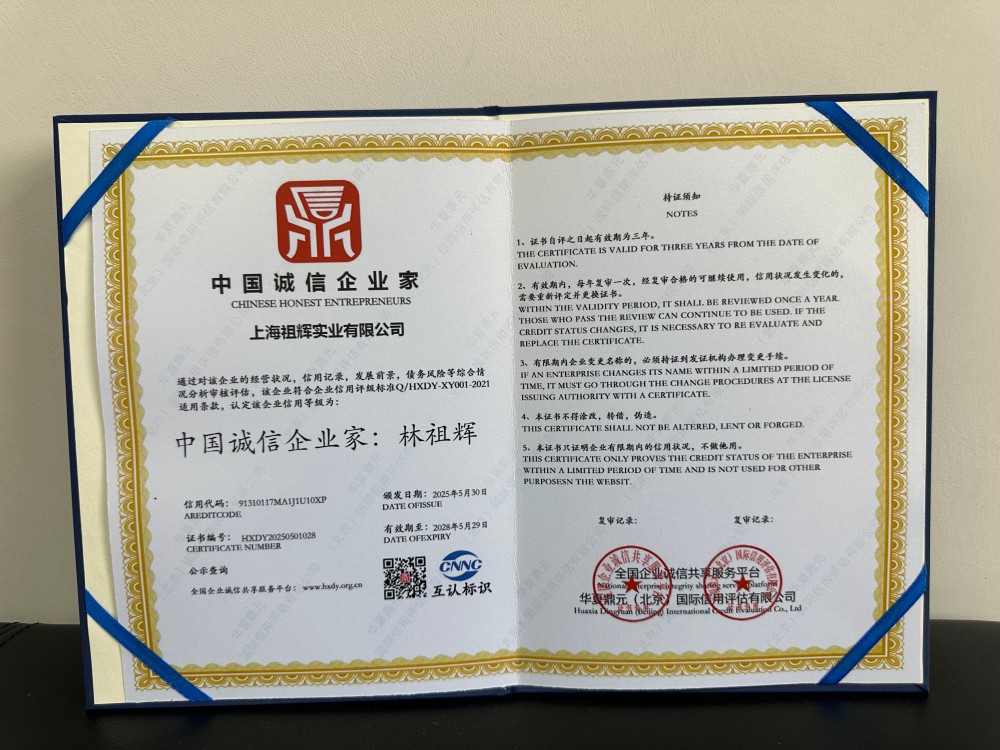 中国诚信企业家
CHINESE HONEST ENTREPRENEURS
上海祖辉实业有限公司
通过对该企业的经营状况，信用记录，发展前景，债务风险等综合情
况分析审核评估，该企业符合企业信用评级标准Q/HXDY-XY001-2021
适用条款，认定该企业信用等级为：
中国诚信企业家：林祖辉
信用代码： 91310117MA1J1U10XP
AREDITCODE
证书编号： HXDY20250501028
CERTIFICATE NUMBER
公示查询
全国企业诚信共享服务平台：www.hxdy.org.cn
颁发日期：2025年5月30日
DATE OFISSUE
有效期至：2028年5月29日
DATE OFEXPIRY
CNNC
互认标识
持证须知
NOTES
1、证书自评之日起有效期为三年。
THE CERTIFICATE IS VALID FOR THREE YEARS FROM THE DATE OF
EVALUATION.
2、有效期内，每年复审一次，经复审合格的可继续使用，信用状况发生变化的，
需要重新评定并更换证书。
WITHIN THE VALIDITY PERIOD, IT SHALL BE REVIEWED ONCE A YEAR.
THOSE WHO PASS THE REVIEW CAN CONTINUE TO BE USED. IF THE
CREDIT STATUS CHANGES, IT IS NECESSARY TO RE EVALUATE AND
REPLACE THE CERTIFICATE.
3、有限期内企业变更名称的，必须持证到发证机构办理变更手续。
IF AN ENTERPRISE CHANGES ITS NAME WITHIN A LIMITED PERIOD OF
TIME, IT MUST GO THROUGH THE CHANGE PROCEDURES AT THE LICENSE
ISSUING AUTHORITY WITH A CERTIFICATE.
4、本证书不得涂改，转借，伪造。
THIS CERTIFICATE SHALL NOT BE ALTERED, LENT OR FORGED.
5、本证书只证明企业有限期内的信用状况，不做他用。
THIS CERTIFICATE ONLY PROVES THE CREDIT STATUS OF THE ENTERPRISE
WITHIN A LIMITED PERIOD OF TIME AND IS NOT USED FOR OTHER
PURPOSESN THE WEBSIT.
复审记录： 复审记录：
全国企业诚信共享服务平台
National enterprise integrity sharing service platform
华夏鼎元（北京）国际信用评估有限公司
Huaxia Dingyuan (Beijing) International Credit Evaluation Co., Ltd